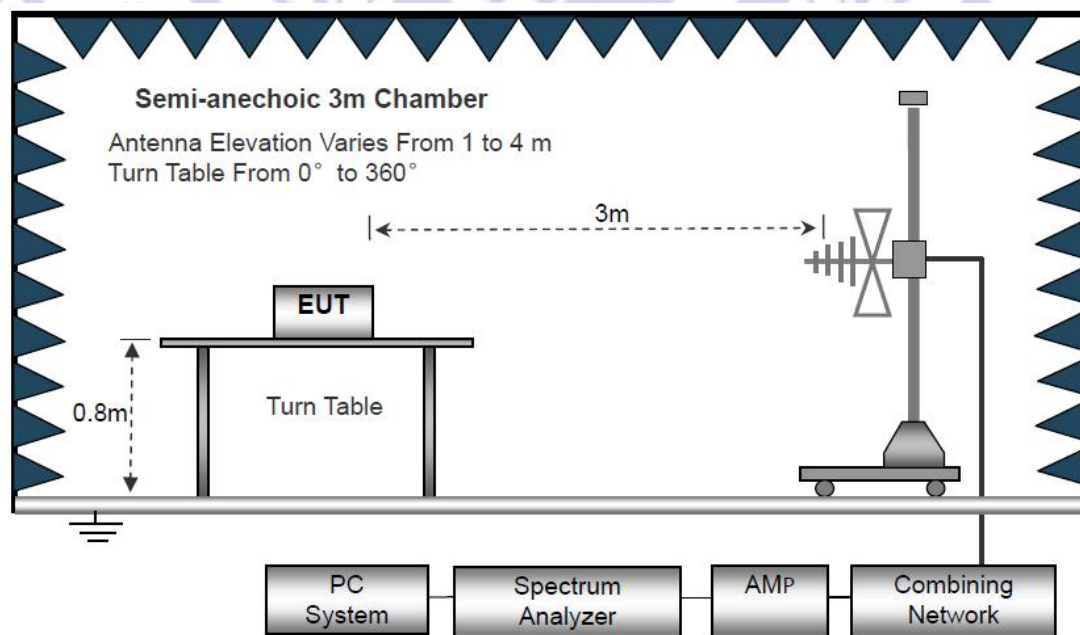 Semi-anechoic 3m Chamber
Antenna Elevation Varies From 1 to 4 m
Turn Table From 0° to 360°
3m
EUT
0.8m
Turn Table
PC
System
Spectrum
Analyzer
AMP
Combining
Network